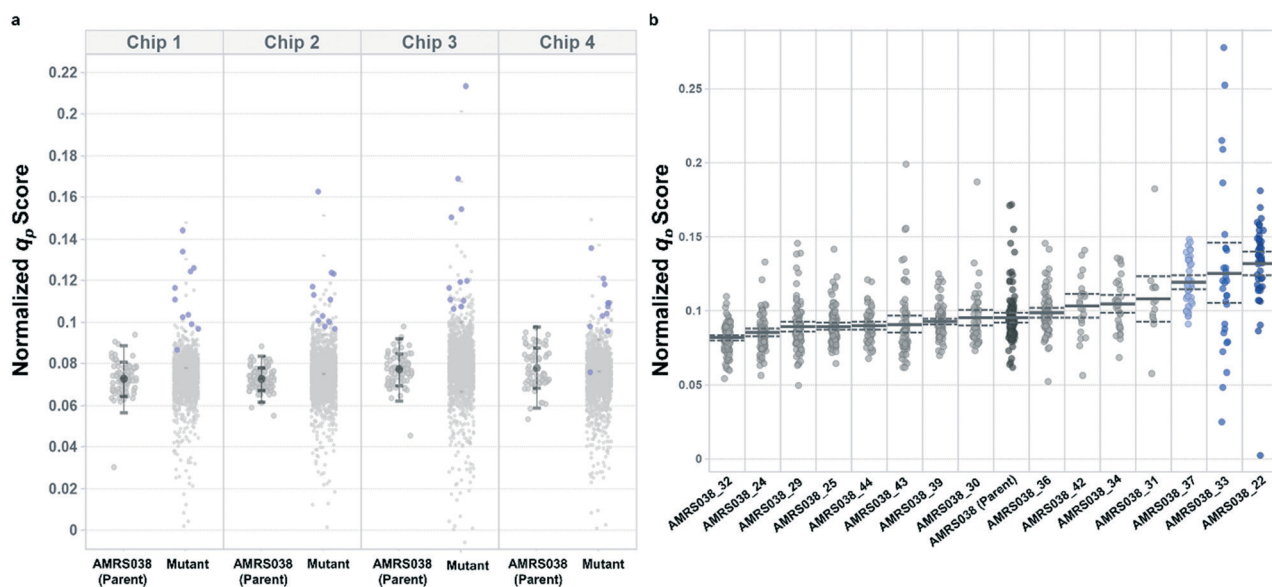 a
Chip 1 Chip 2 Chip 3 Chip 4
Normalized qp Score
0.22
0.2
0.18
0.16
0.14
0.12
0.1
0.08
0.06
0.04
0.02
0
AMRS038 (Parent) Mutant AMRS038 (Parent) Mutant AMRS038 (Parent) Mutant AMRS038 (Parent) Mutant
b
Normalized qp Score
0.25
0.2
0.15
0.1
0.05
0
AMRS038_32
AMRS038_24
AMRS038_29
AMRS038_25
AMRS038_44
AMRS038_43
AMRS038_39
AMRS038_30
AMRS038 (Parent)
AMRS038_36
AMRS038_42
AMRS038_34
AMRS038_31
AMRS038_37
AMRS038_33
AMRS038_22